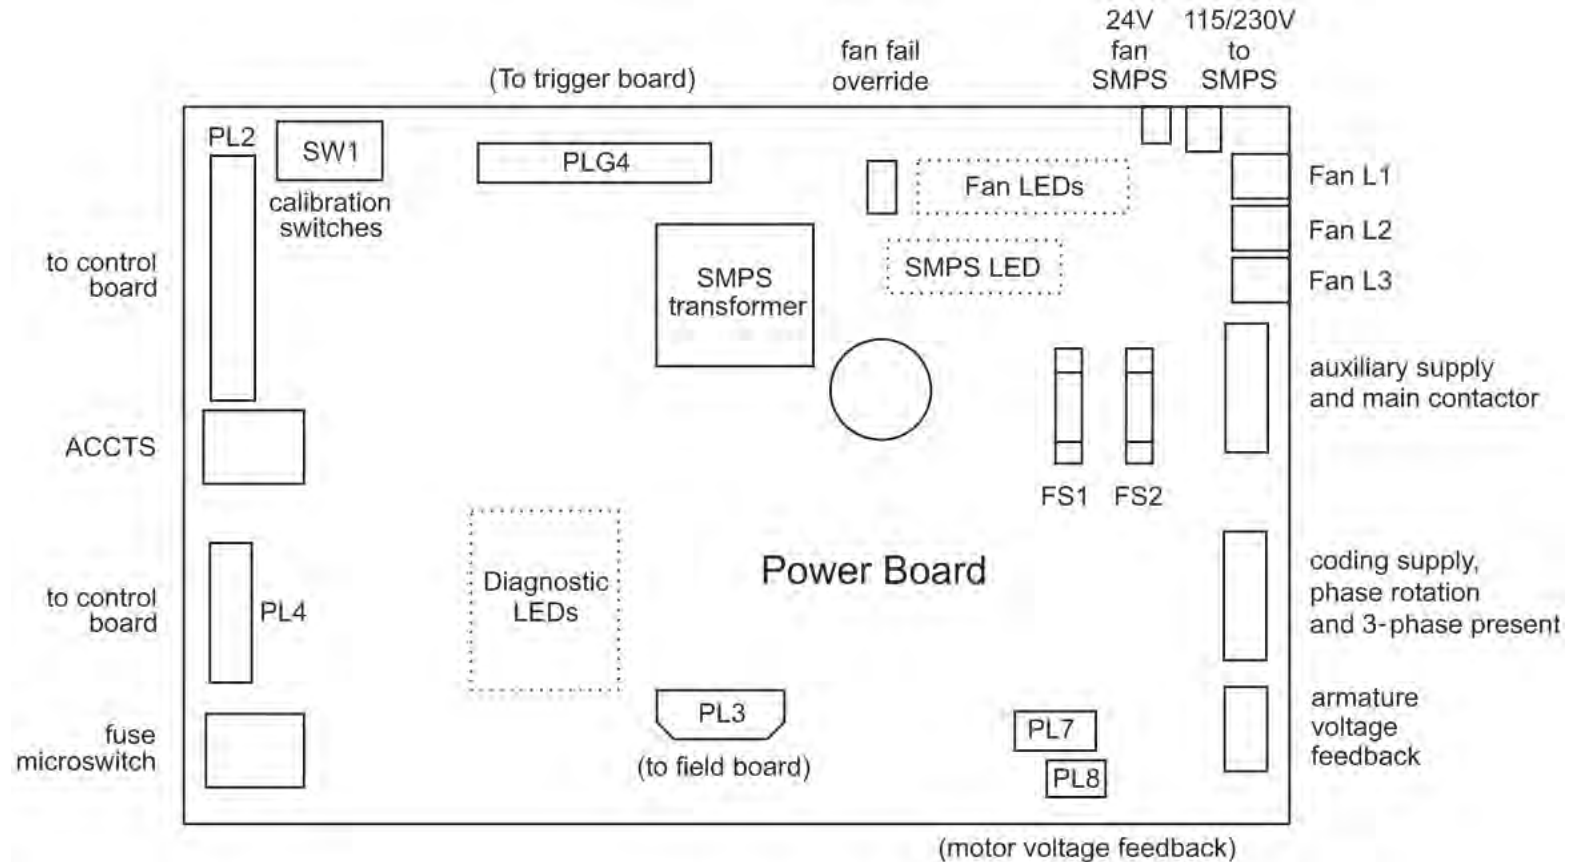 24V
fan
SMPS
115/230V
to
SMPS
fan fail
override
(To trigger board)
PL2
SW1
calibration
switches
PLG4
Fan LEDs
SMPS LED
SMPS
transformer
Fan L1
Fan L2
Fan L3
to control
board
auxiliary supply
and main contactor
ACCTS
FS1
FS2
Diagnostic
LEDs
Power Board
coding supply,
phase rotation
and 3-phase present
to control
board
PL4
PL3
(to field board)
PL7
PL8
armature
voltage
feedback
fuse
microswitch
(motor voltage feedback)